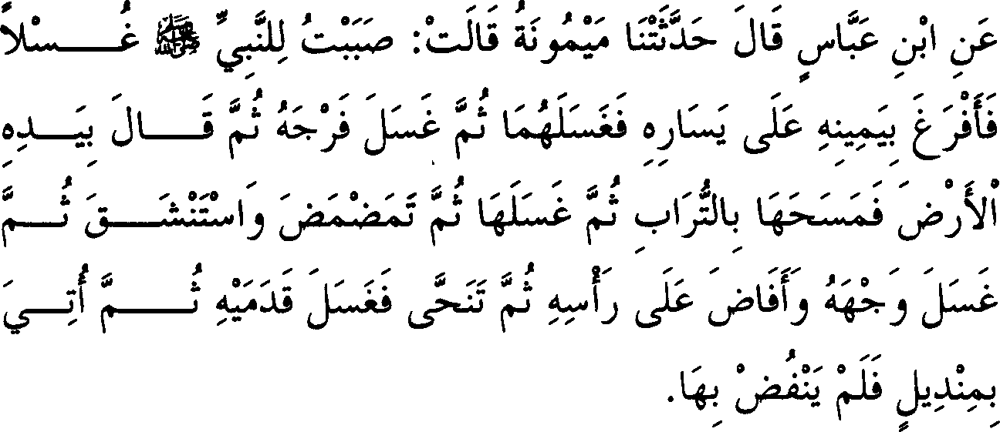 عَنِ ابْنِ عَبَّاسٍ قَالَ حَدَّثَتْنَا مَيْمُونَةُ قَالَتْ: صَبَبْتُ لِلنَّبِيِّ ﷺ غُسْلاً
فَأَفْرَغَ بِيَمِينِهِ عَلَى يَسَارِهِ فَغَسَلَهُمَا ثُمَّ غَسَلَ فَرْجَهُ ثُمَّ قَالَ بِيَدِهِ
الْأَرْضَ فَمَسَحَهَا بِالتُّرَابِ ثُمَّ غَسَلَهَا ثُمَّ تَمَضْمَضَ وَاسْتَنْشَقَ ثُمَّ
غَسَلَ وَجْهَهُ وَأَفَاضَ عَلَى رَأْسِهِ ثُمَّ تَنَحَّى فَغَسَلَ قَدَمَيْهِ ثُمَّ أُتِيَ
بِمِنْدِيلٍ فَلَمْ يَنْفُضْ بِهَا.